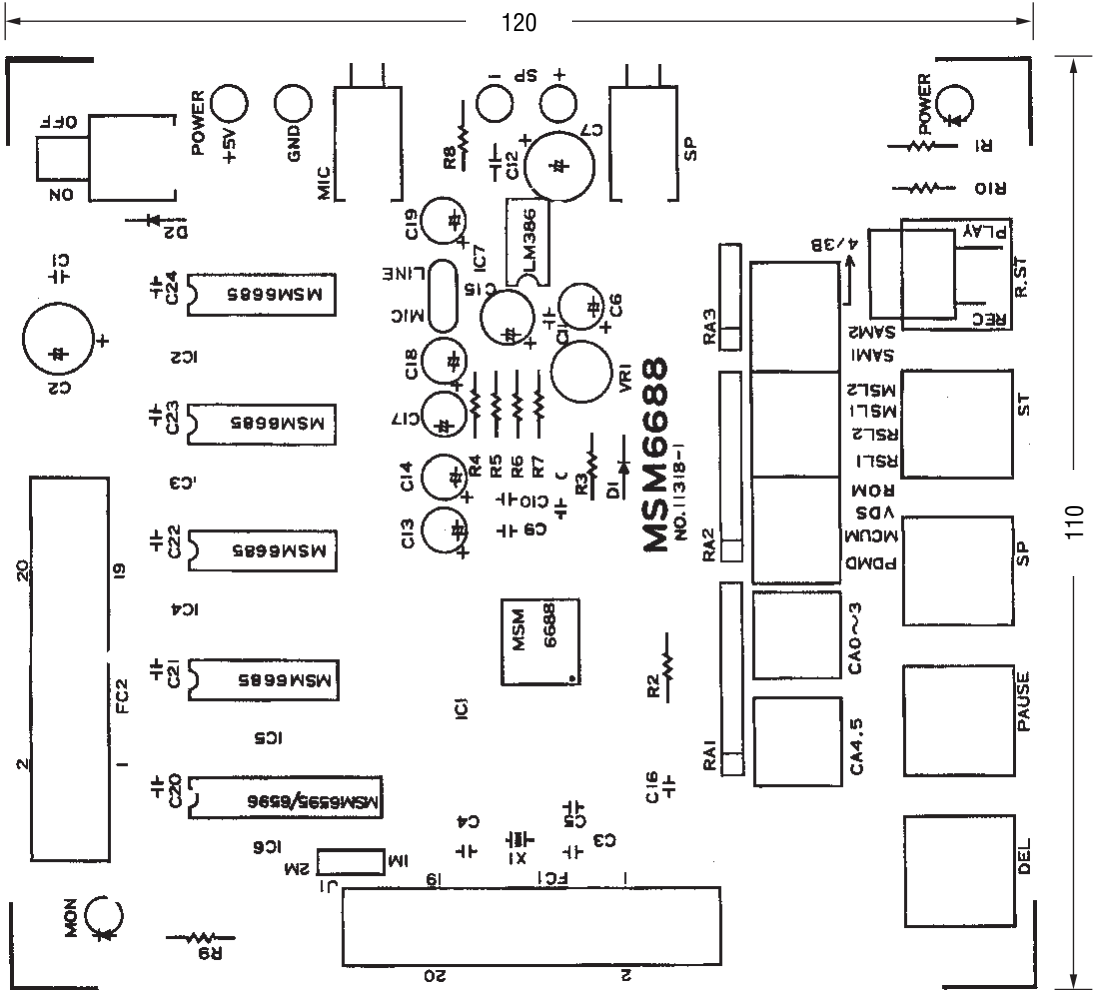 120
OFF
ON
POWER
+5V
GND
MIC
- SP +
R8
C12
C7
SP
POWER
R1
R10
D2
C19
IC7
LM386
4/3B
PLAY
R.ST
REC
C1
C24
MSM6685
LINE
MIC
C15
C6
RA3
SAM2
SAM1
C2
IC2
C18
C11
VR1
MSM6688
NO.11318-1
MSL2
MSL1
RSL2
RSL1
ST
C23
MSM6685
C17
R4
R5
R6
R7
R3
D1
IC3
C14
C10
C
ROM
VDS
MCUM
PDMD
C22
MSM6685
C13
C9
RA2
SP
110
20
19
IC4
MSM
6688
CA0~3
C21
MSM6685
R2
FC2
IC1
PAUSE
IC5
RA1
CA4.5
2
1
C20
MSM6595/6596
C16
IC6
C4
X1
C5
C3
2M
1M
J1
19
FC1
1
DEL
MON
R9
20
2